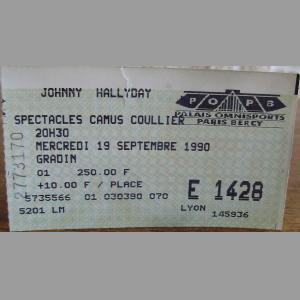 JOHNNY HALLYDAY
POPB
PALAIS OMNISPORTS
PARIS BERCY
SPECTACLES CAMUS COULLIER
20H30
MERCREDI 19 SEPTEMBRE 1990
GRADIN
01 250.00 F
+10.00 F / PLACE
E 1428
5735566 01 030390 070
5201 LM
LYON
145936
2773170